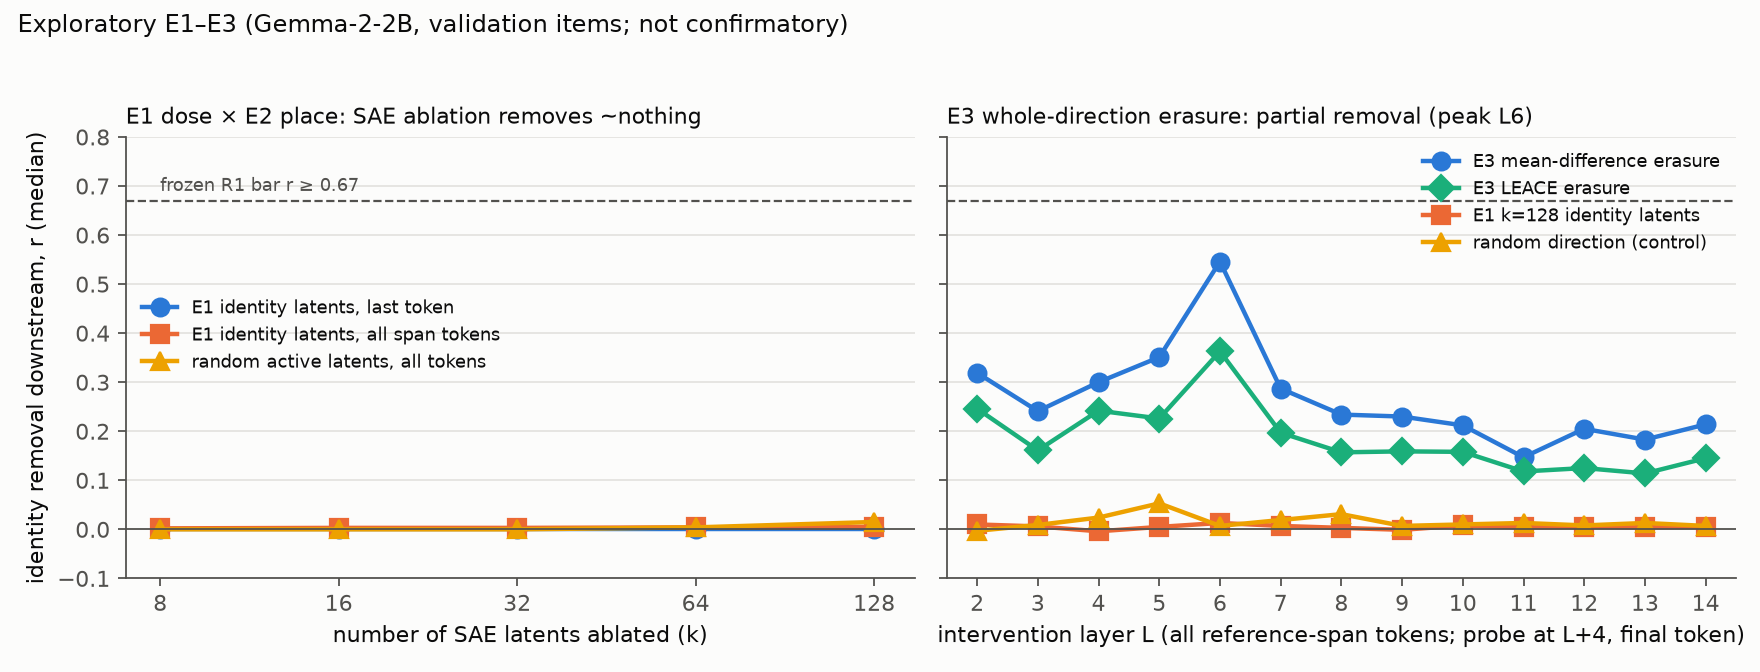 Exploratory E1–E3 (Gemma-2-2B, validation items; not confirmatory)
E1 dose × E2 place: SAE ablation removes ~nothing
identity removal downstream, r (median)
0.8
0.7
0.6
0.5
0.4
0.3
0.2
0.1
0.0
−0.1
frozen R1 bar r ≥ 0.67
E1 identity latents, last token
E1 identity latents, all span tokens
random active latents, all tokens
8 16 32 64 128
number of SAE latents ablated (k)
E3 whole-direction erasure: partial removal (peak L6)
E3 mean-difference erasure
E3 LEACE erasure
E1 k=128 identity latents
random direction (control)
2 3 4 5 6 7 8 9 10 11 12 13 14
intervention layer L (all reference-span tokens; probe at L+4, final token)